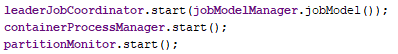 leaderJobCoordinator.start(jobModelManager.jobModel());
containerProcessManager.start();
partitionMonitor.start();